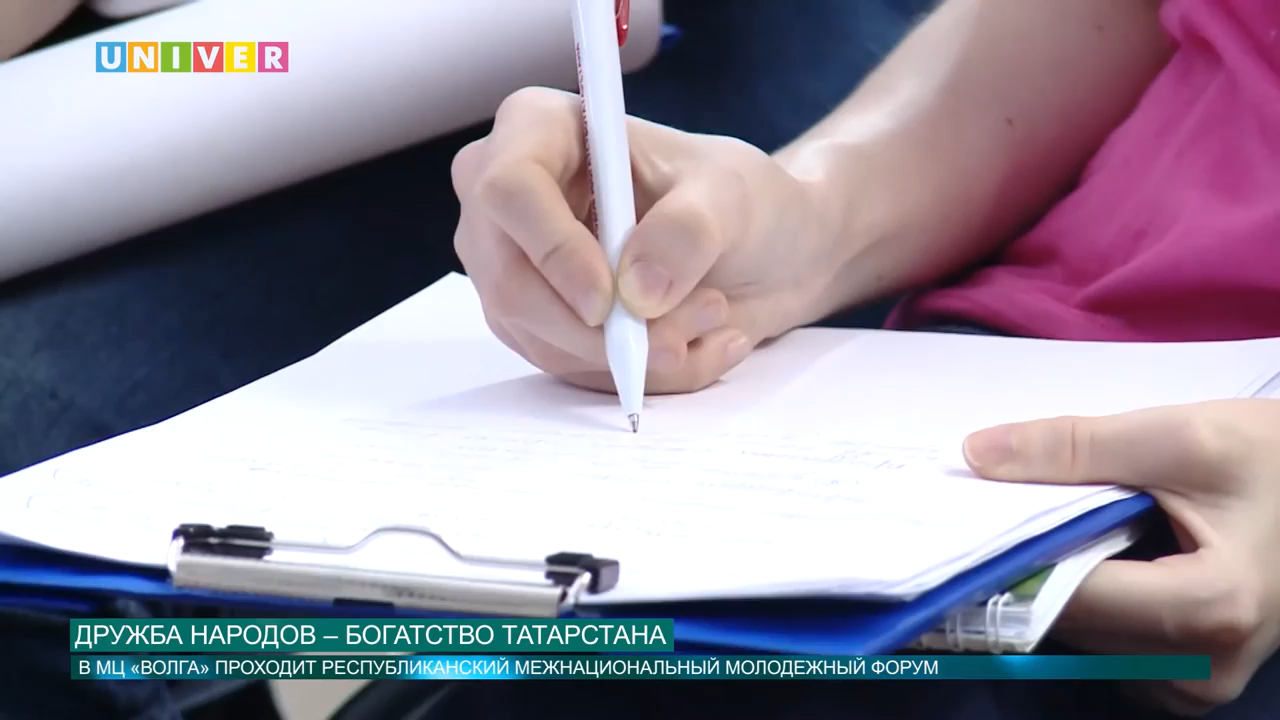 UNIVER
ДРУЖБА НАРОДОВ – БОГАТСТВО ТАТАРСТАНА
В МЦ «ВОЛГА» ПРОХОДИТ РЕСПУБЛИКАНСКИЙ МЕЖНАЦИОНАЛЬНЫЙ МОЛОДЕЖНЫЙ ФОРУМ